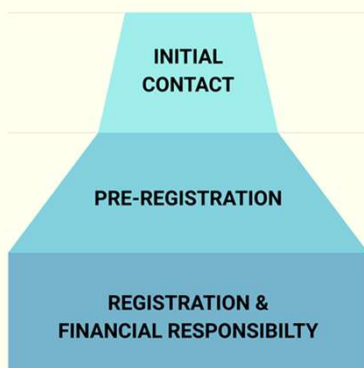 INITIAL
CONTACT
PRE-REGISTRATION
REGISTRATION &
FINANCIAL RESPONSIBILTY